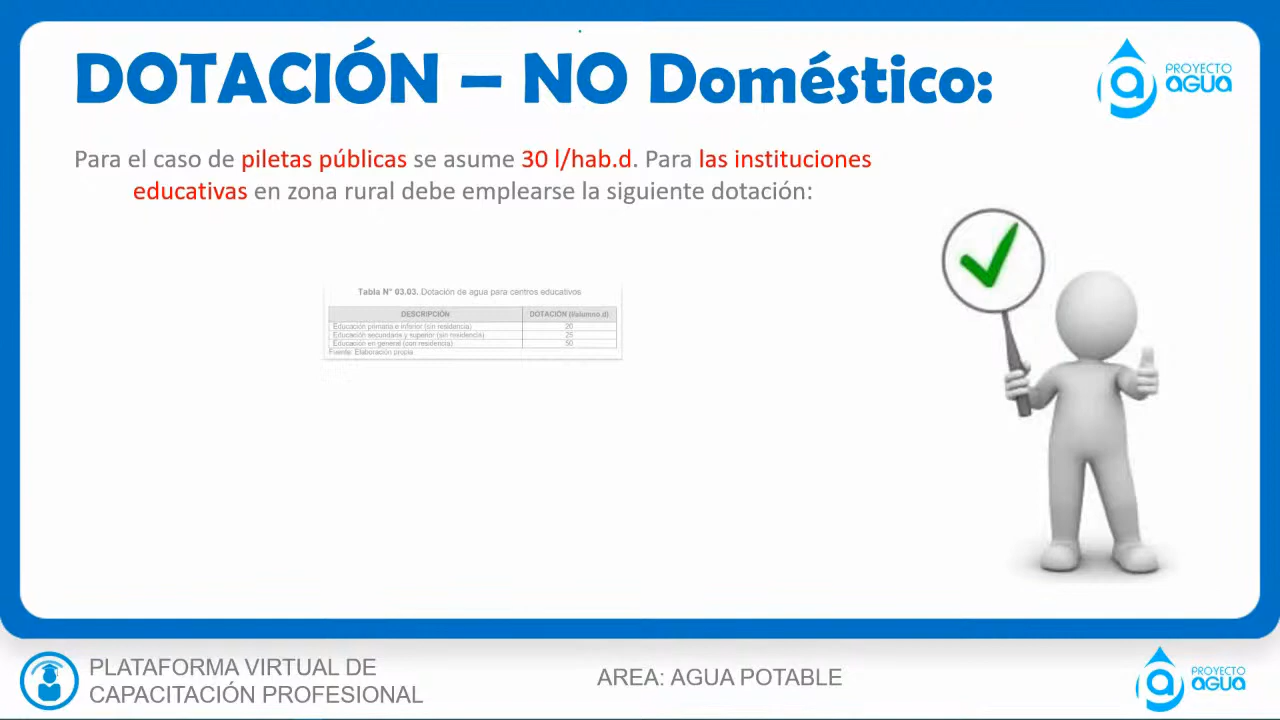 DOTACIÓN – NO Doméstico:
PROYECTO
AGUA
Para el caso de piletas públicas se asume 30 l/hab.d. Para las instituciones
educativas en zona rural debe emplearse la siguiente dotación:
Tabla N° 03.03. Dotación de agua para centros educativos
DESCRIPCIÓN DOTACIÓN (l/alumno.d)
Educación primaria e inferior (sin residencia) 20
Educación secundaria y superior (sin residencia) 25
Educación en general (con residencia) 50
Fuente: Elaboración propia
PLATAFORMA VIRTUAL DE
CAPACITACIÓN PROFESIONAL
AREA: AGUA POTABLE
PROYECTO
AGUA